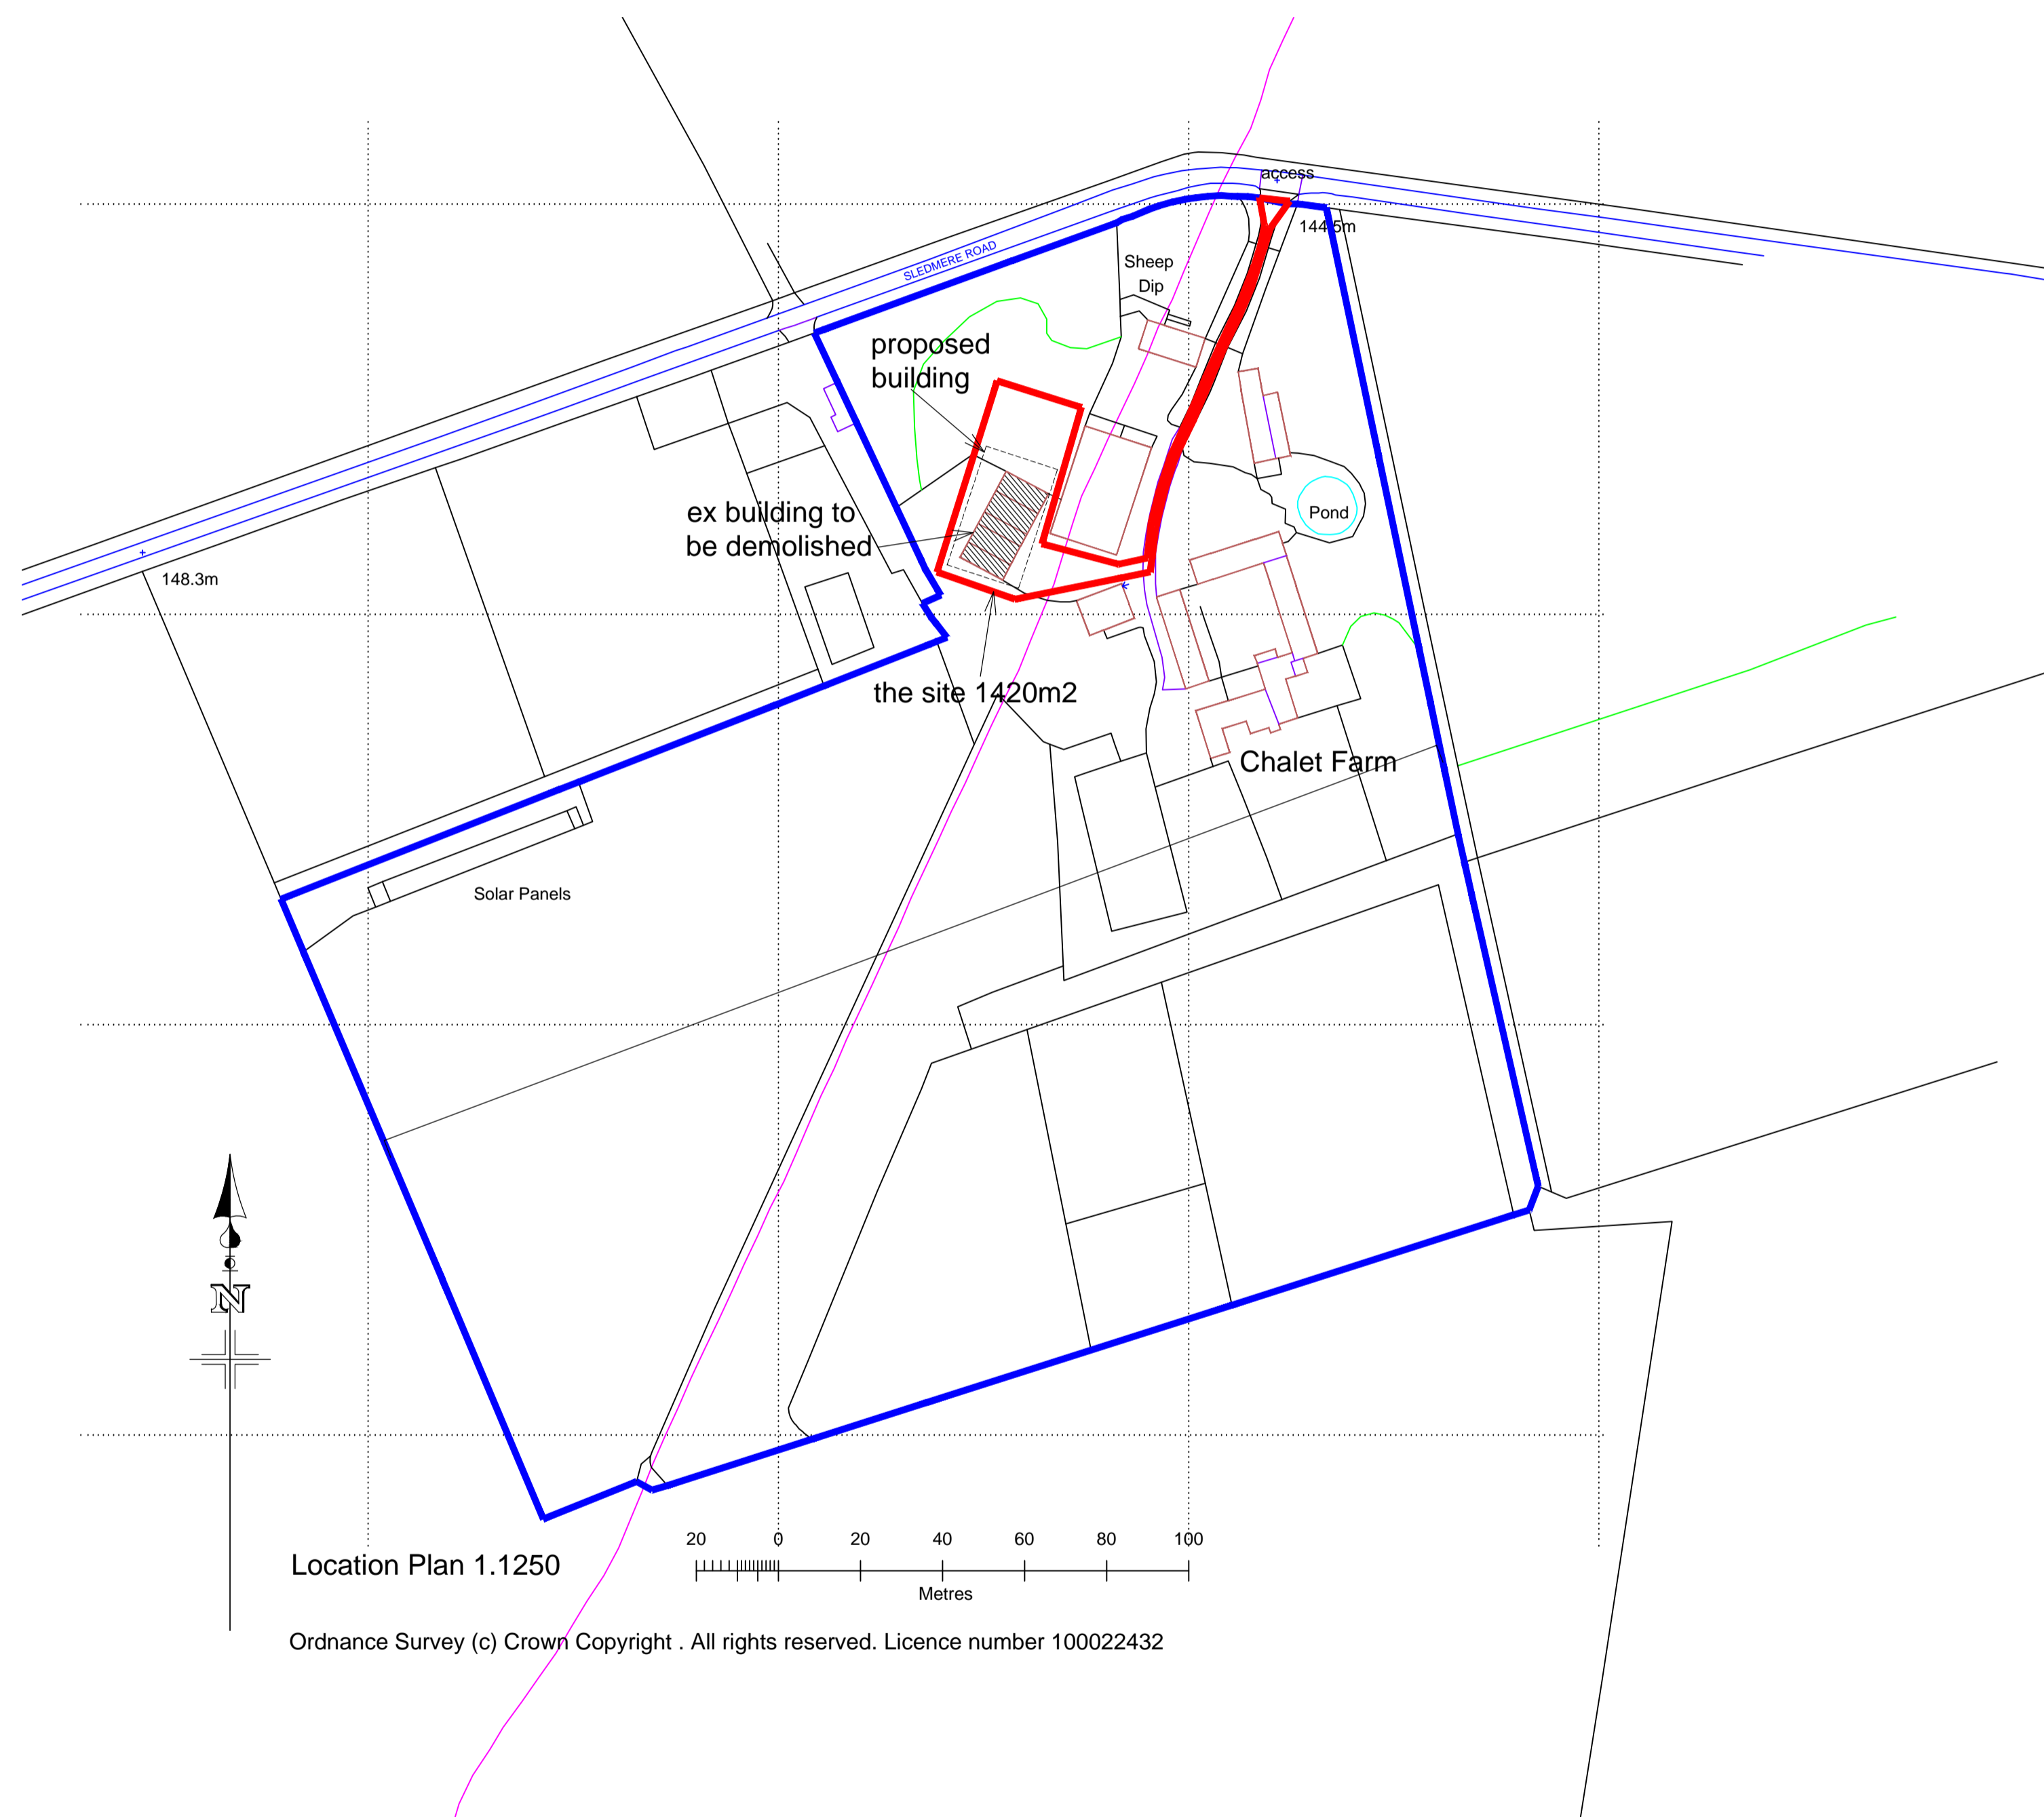 access
144.5m
SLEDMERE ROAD
Sheep
Dip
proposed
building
ex building to
be demolished
Pond
148.3m
the site 1420m2
Chalet Farm
Solar Panels
N
20 0 20 40 60 80 100
Metres
Location Plan 1.1250
Ordnance Survey (c) Crown Copyright . All rights reserved. Licence number 100022432